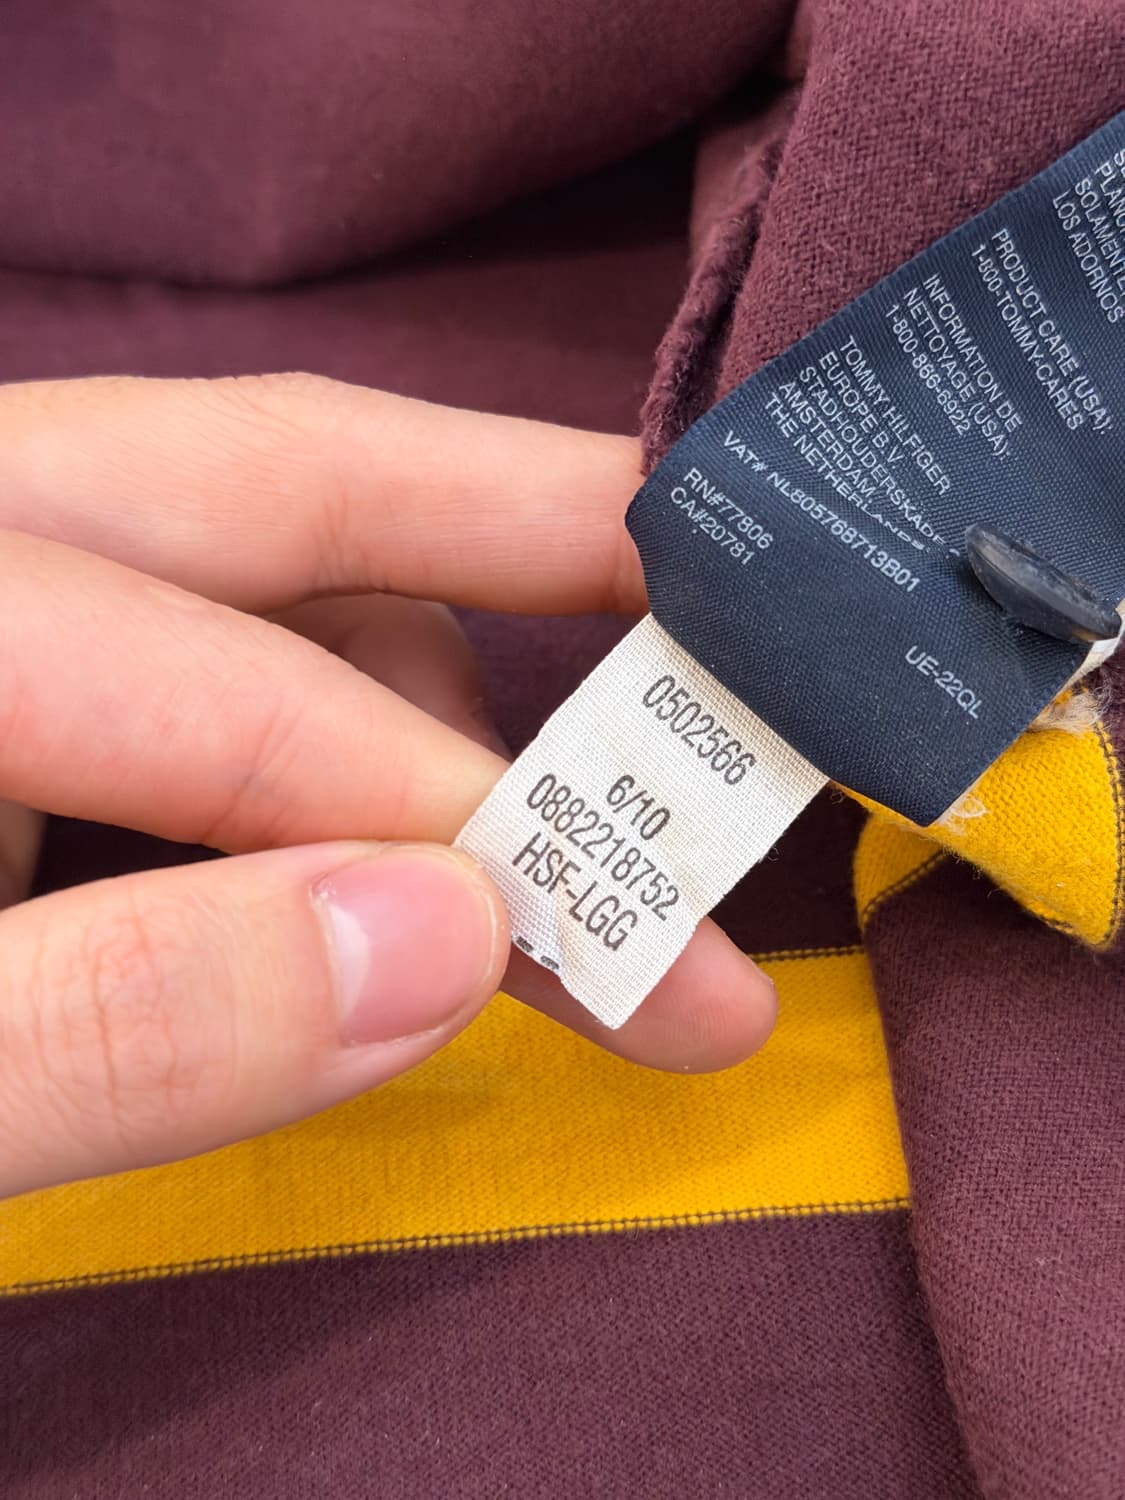 PLAN
SOLAMENTE
LOS ADORNOS
PRODUCT CARE (USA):
1-800-TOMMY-CARES
INFORMATION DE
NETTOYAGE (USA):
1-800-866-6922
TOMMY HILFIGER
EUROPE B.V.
STADHOUDERSKADE
AMSTERDAM,
THE NETHERLANDS
VAT# NL805768713B01
RN#77806
CA#20781
UE-22QL
0502566
6/10
0882218752
HSF-LGG